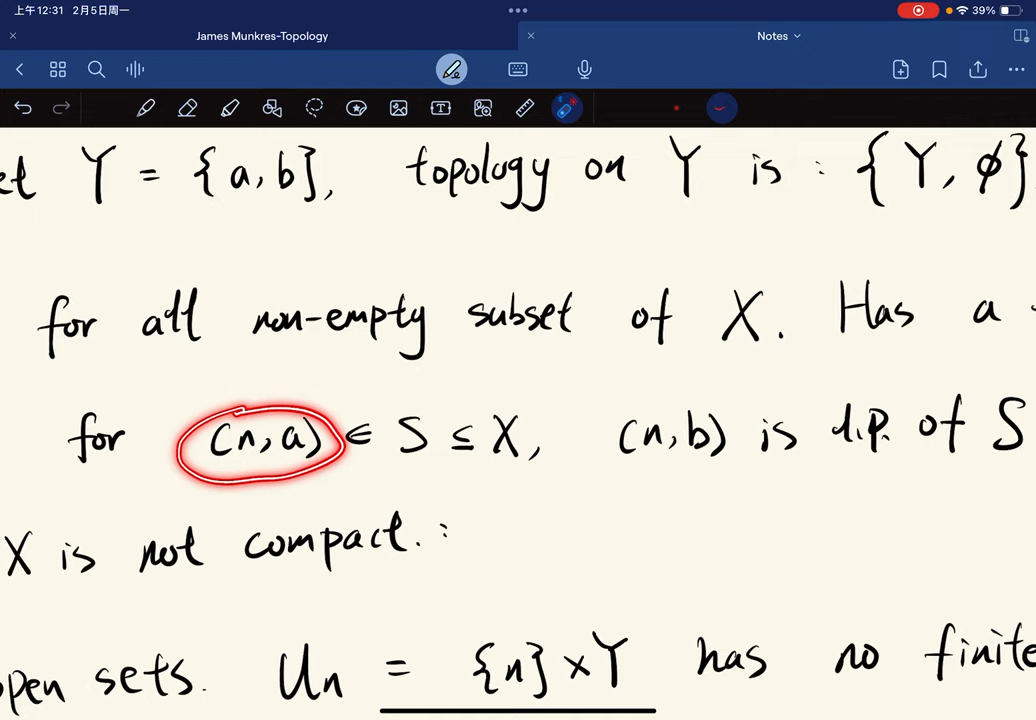 上午12:31 2月5日周一
39%
James Munkres-Topology
Notes
et Y = {a, b}, topology on Y is : {Y, ϕ}
for all non-empty subset of X. Has a
for (n, a) ∈ S ⊆ X, (n, b) is l.p. of S
X is not compact. :
open sets. Un = {n} × Y has no finite